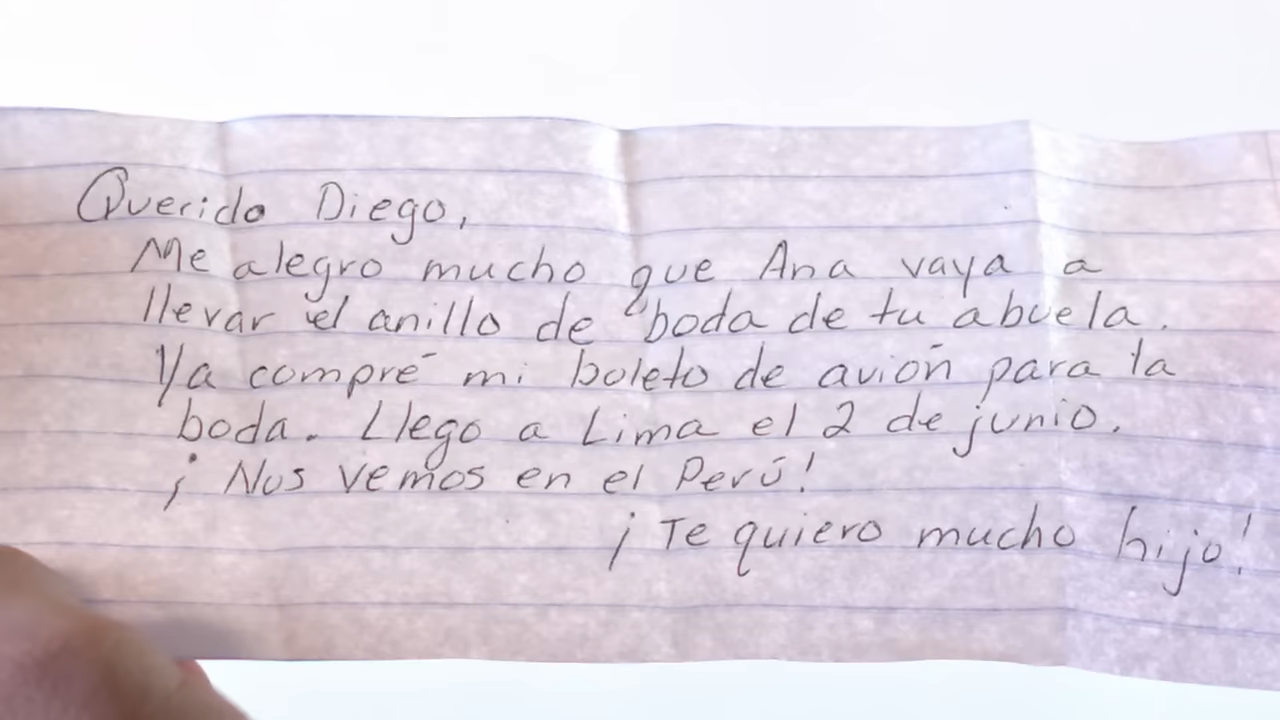 Querido Diego,
Me alegro mucho que Ana vaya a
llevar el anillo de boda de tu abuela.
Ya compré mi boleto de avión para la
boda. Llego a Lima el 2 de junio.
¡Nos vemos en el Perú!
¡Te quiero mucho hijo!